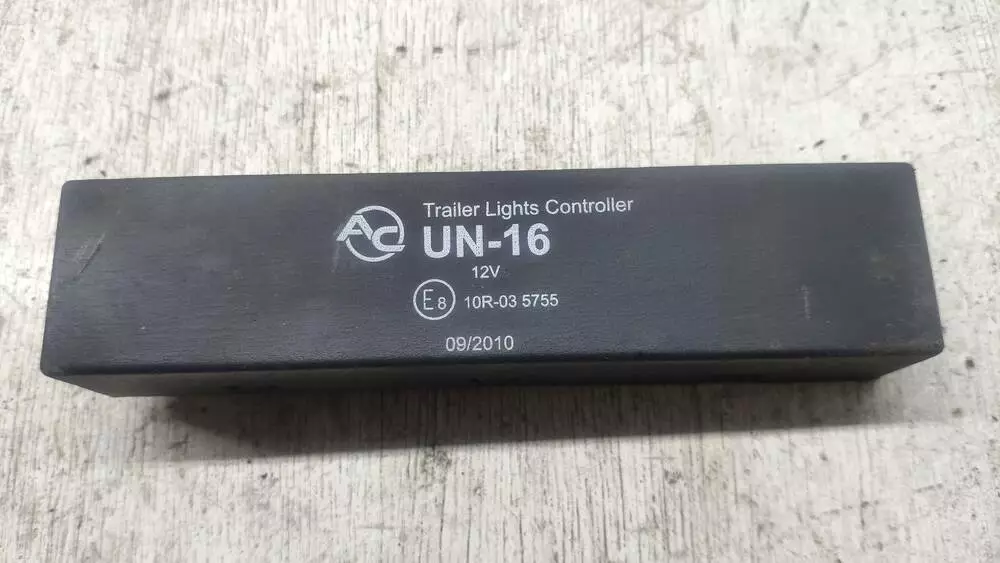 AC
Trailer Lights Controller
UN-16
12V
E8 10R-03 5755
09/2010